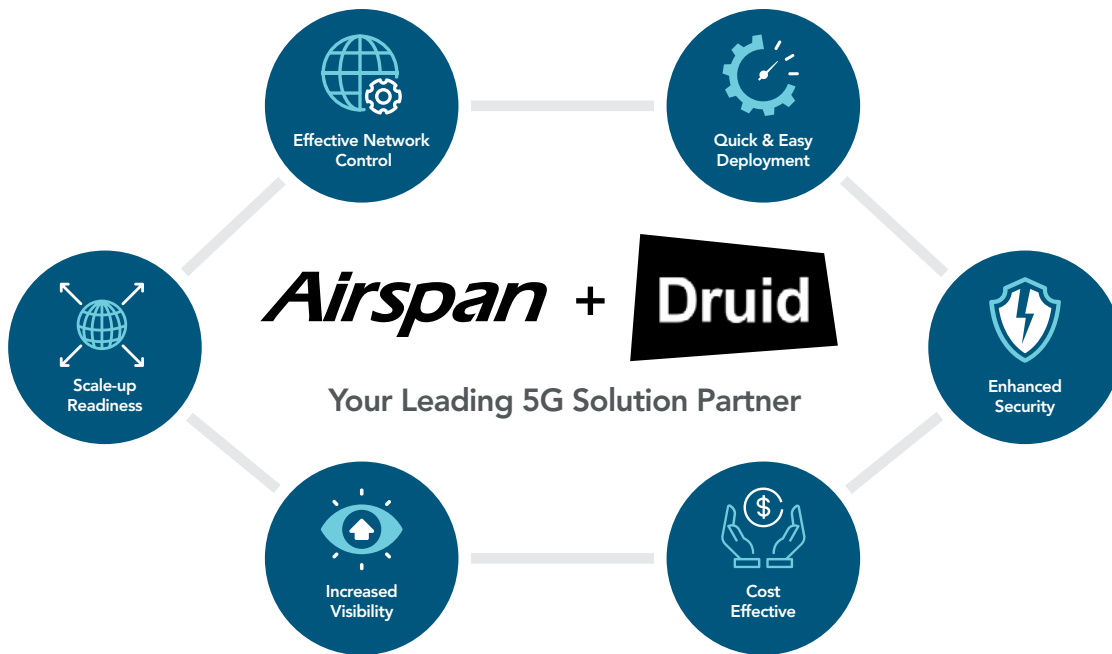 Effective Network
Control
Quick & Easy
Deployment
Airspan + Druid
Scale-up
Readiness
Enhanced
Security
Your Leading 5G Solution Partner
Increased
Visibility
$
Cost
Effective